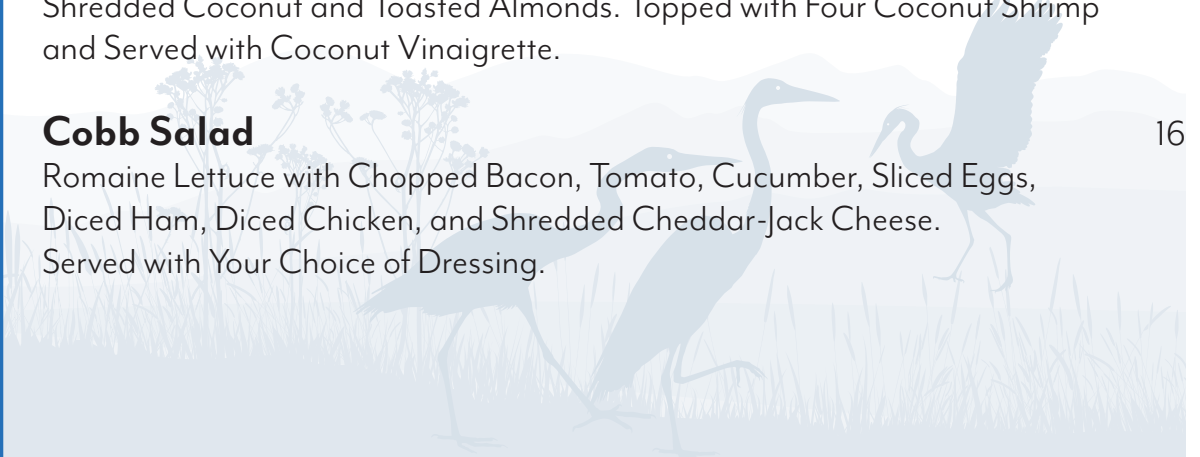 Shredded Coconut and Toasted Almonds. Topped with Four Coconut Shrimp
and Served with Coconut Vinaigrette.
Cobb Salad 16
Romaine Lettuce with Chopped Bacon, Tomato, Cucumber, Sliced Eggs,
Diced Ham, Diced Chicken, and Shredded Cheddar-Jack Cheese.
Served with Your Choice of Dressing.